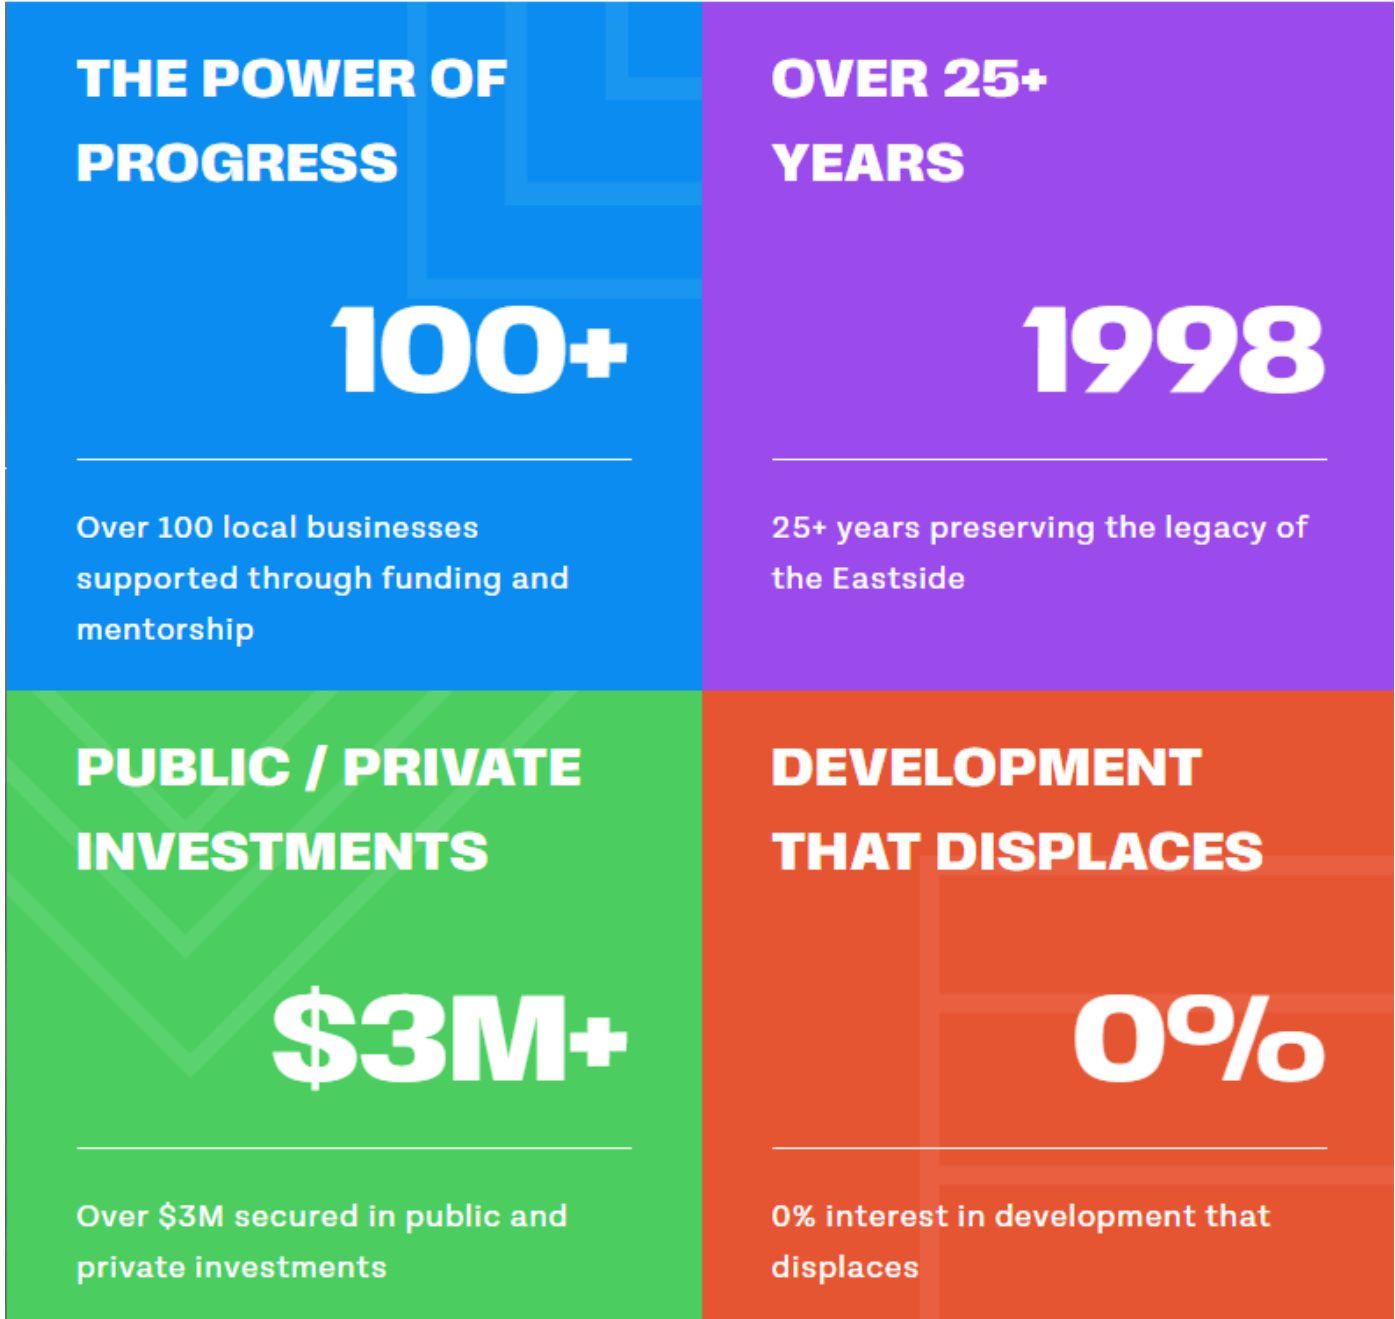 THE POWER OF
PROGRESS
100+
Over 100 local businesses
supported through funding and
mentorship
OVER 25+
YEARS
1998
25+ years preserving the legacy of
the Eastside
PUBLIC / PRIVATE
INVESTMENTS
$3M+
Over $3M secured in public and
private investments
DEVELOPMENT
THAT DISPLACES
0%
0% interest in development that
displaces